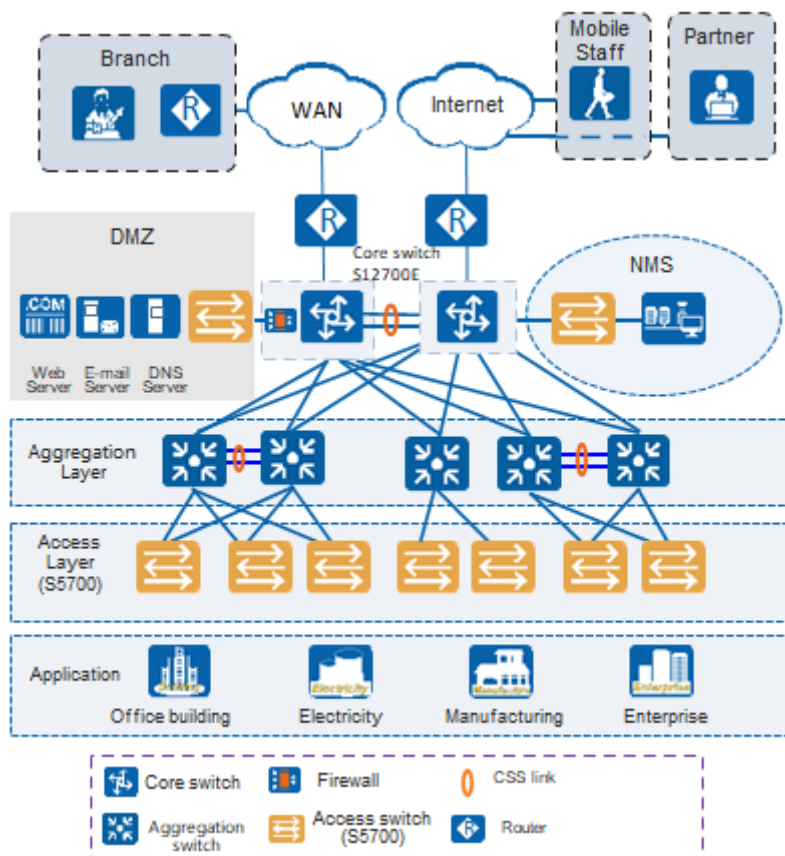 Branch
WAN
Internet
Mobile
Staff
Partner
R
R
R
DMZ
Core switch
S12700E
NMS
.COM
Web
Server
E-mail
Server
DNS
Server
Aggregation
Layer
Access
Layer
(S5700)
Application
Electricity
Enterprise
Office building
Electricity
Manufacturing
Enterprise
Core switch
Firewall
CSS link
Aggregation
switch
Access switch
(S5700)
R
Router